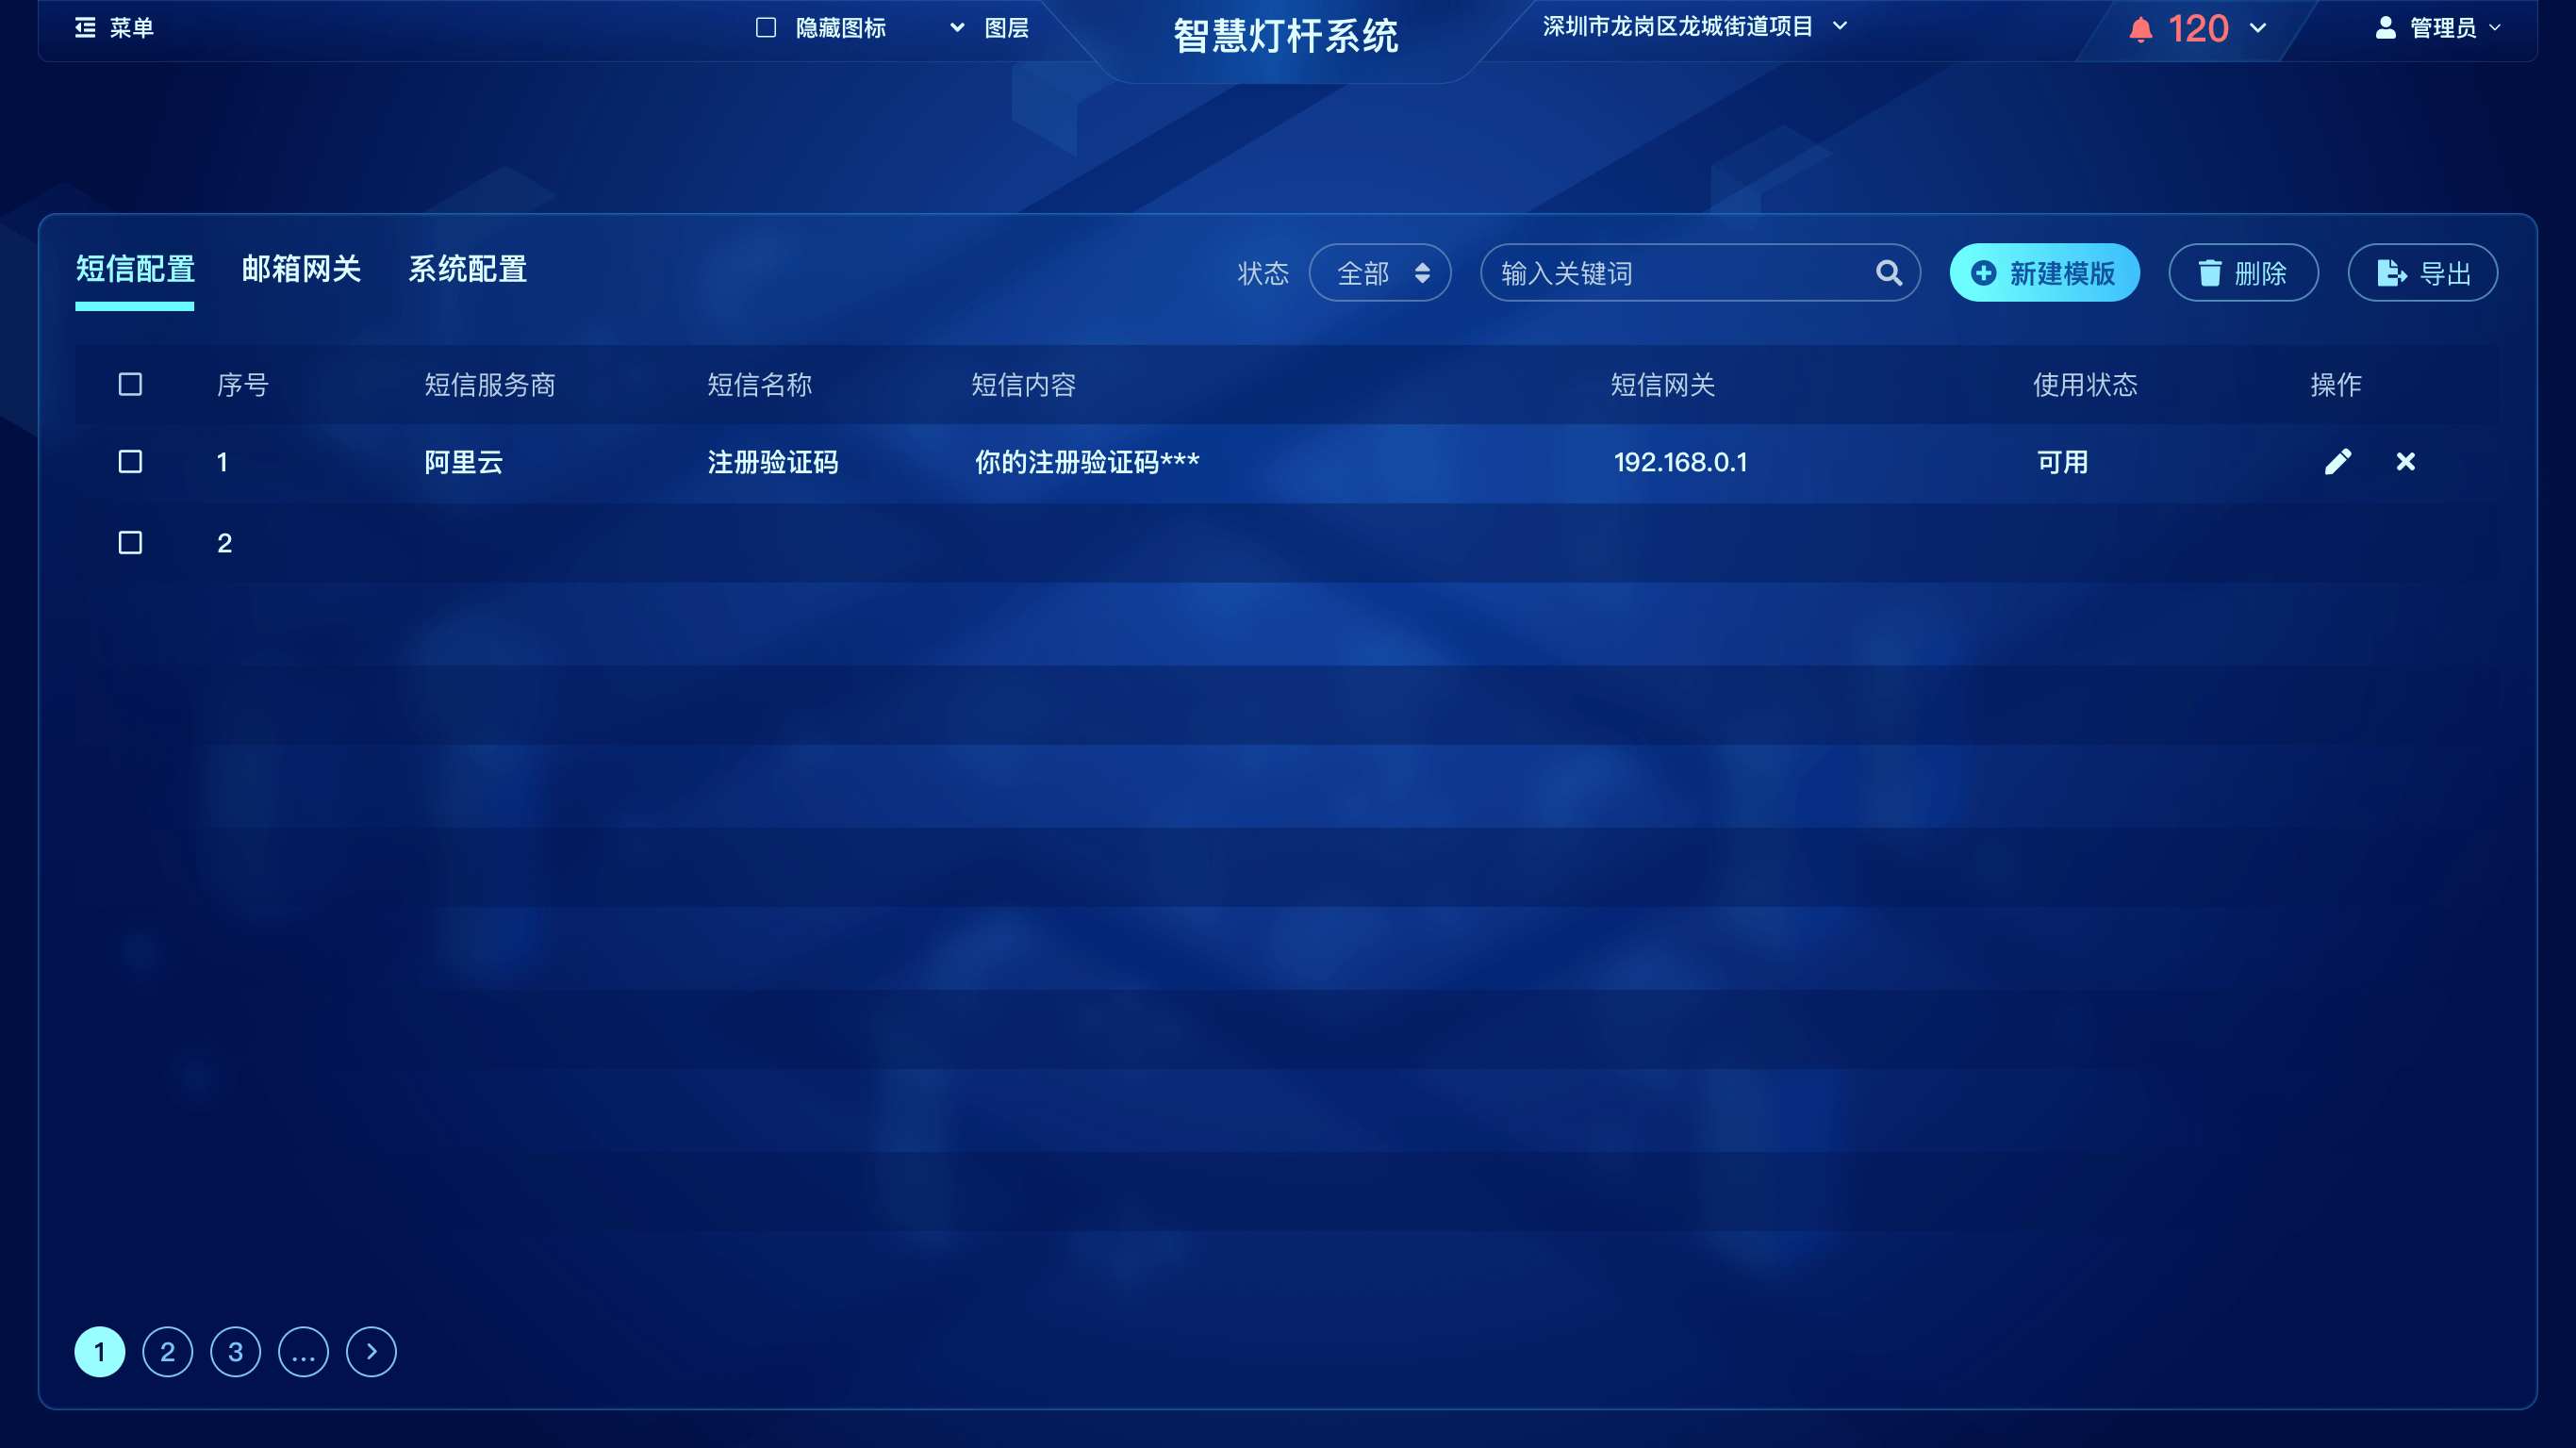 菜单 隐藏图标 图层 智慧灯杆系统 深圳市龙岗区龙城街道项目 120 管理员
短信配置 邮箱网关 系统配置 状态 全部 输入关键词 新建模版 删除 导出
序号 短信服务商 短信名称 短信内容 短信网关 使用状态 操作
1 阿里云 注册验证码 你的注册验证码*** 192.168.0.1 可用
2
1 2 3 ...